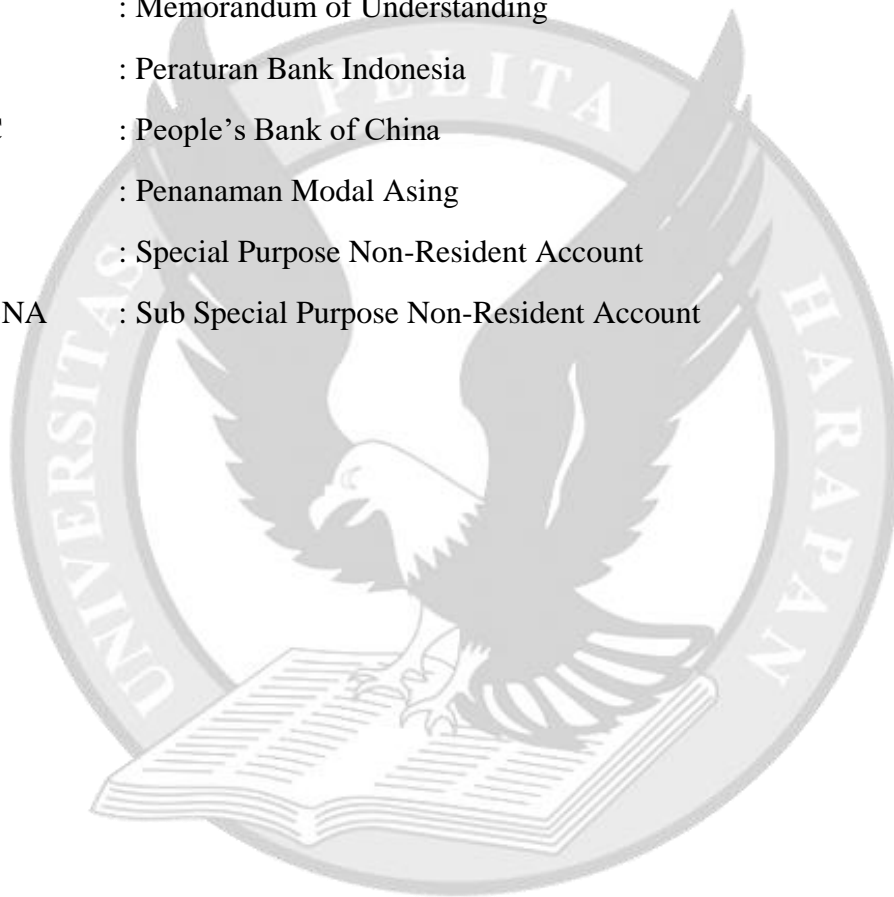 : Memorandum of Understanding
: Peraturan Bank Indonesia
: People’s Bank of China
: Penanaman Modal Asing
: Special Purpose Non-Resident Account
NA : Sub Special Purpose Non-Resident Account
UNIVERSITAS PELITA HARAPAN